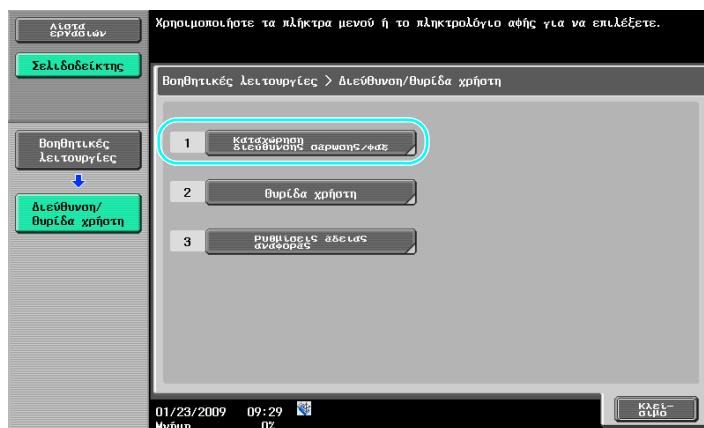 Λίστα
εργασιών
Χρησιμοποιήστε τα πλήκτρα μενού ή το πληκτρολόγιο αφής για να επιλέξετε.
Σελιδοδείκτης
Βοηθητικές λειτουργίες > Διεύθυνση/θυρίδα χρήστη
Βοηθητικές
λειτουργίες
Διεύθυνση/
θυρίδα χρήστη
1 Καταχώρηση
διεύθυνσης σάρωσης/φαξ
2 Θυρίδα χρήστη
3 Ρυθμίσεις άδειας
αναφοράς
01/23/2009 09:29
Μνήμη 0%
Κλεί-
σιμο